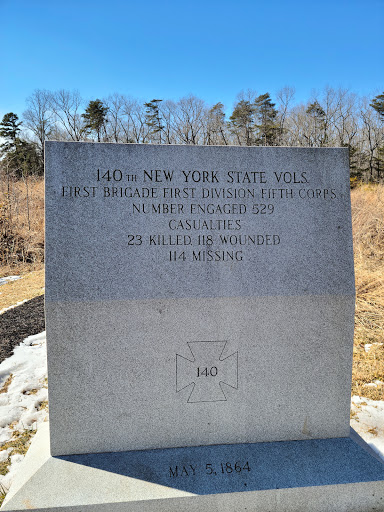 140TH NEW YORK STATE VOLS.
FIRST BRIGADE FIRST DIVISION FIFTH CORPS
NUMBER ENGAGED 529
CASUALTIES
23 KILLED, 118 WOUNDED
114 MISSING
140
MAY 5, 1864